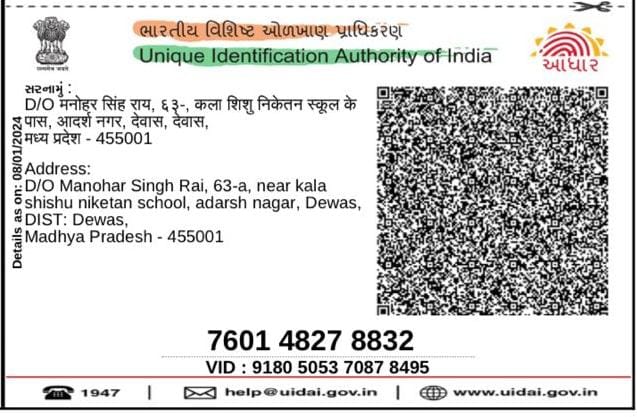 ભારતીય વિશિષ્ટ ઓળખાણ પ્રાધિકરણ
Unique Identification Authority of India
આધાર
सत्यमेव जयते
સરનામું :
D/O मनोहर सिंह राय, ६३-, कला शिशु निकेतन स्कूल के
पास, आदर्श नगर, देवास, देवास,
मध्य प्रदेश - 455001
Address:
D/O Manohar Singh Rai, 63-a, near kala
shishu niketan school, adarsh nagar, Dewas,
DIST: Dewas,
Madhya Pradesh - 455001
Details as on: 08/01/2024
7601 4827 8832
VID : 9180 5053 7087 8495
1947 | help@uidai.gov.in | www.uidai.gov.in